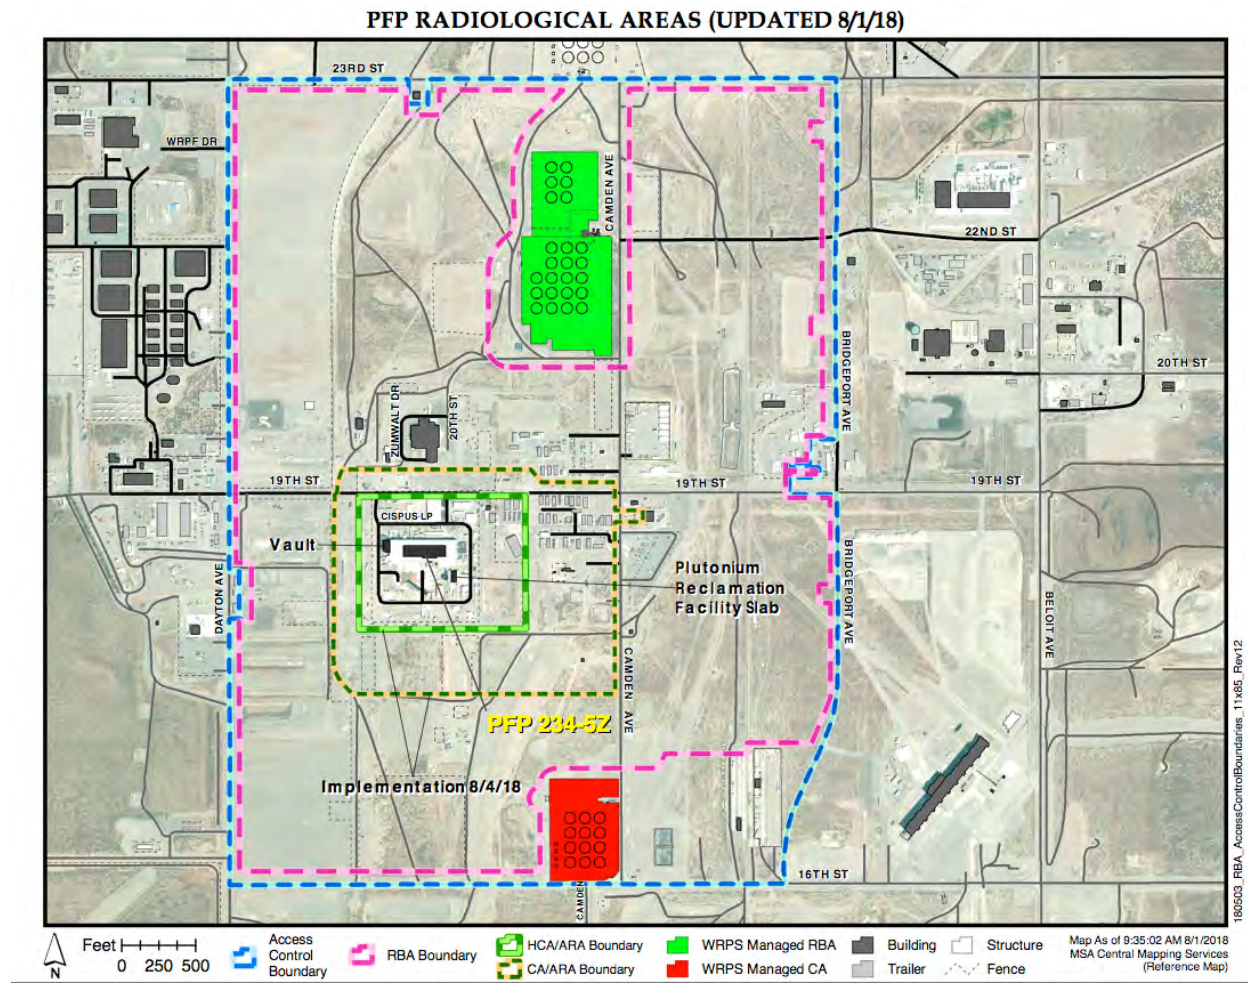 PFP RADIOLOGICAL AREAS (UPDATED 8/1/18)
23RD ST
WRPF DR
CAMDEN AVE
22ND ST
BRIDGEPORT AVE
20TH ST
ZUMWALT DR
20TH ST
19TH ST
19TH ST
19TH ST
CISPUS LP
Vault
Plutonium
Reclamation
Facility Slab
DAYTON AVE
BRIDGEPORT AVE
BELOIT AVE
CAMDEN AVE
PFP 234-5Z
Implementation 8/4/18
16TH ST
CAMDEN
180503_RBA_AccessControlBoundaries_11x85_Rev12
N
Feet
0 250 500
Access
Control
Boundary
RBA Boundary
HCA/ARA Boundary
CA/ARA Boundary
WRPS Managed RBA
WRPS Managed CA
Building
Trailer
Structure
Fence
Map As of 9:35:02 AM 8/1/2018
MSA Central Mapping Services
(Reference Map)